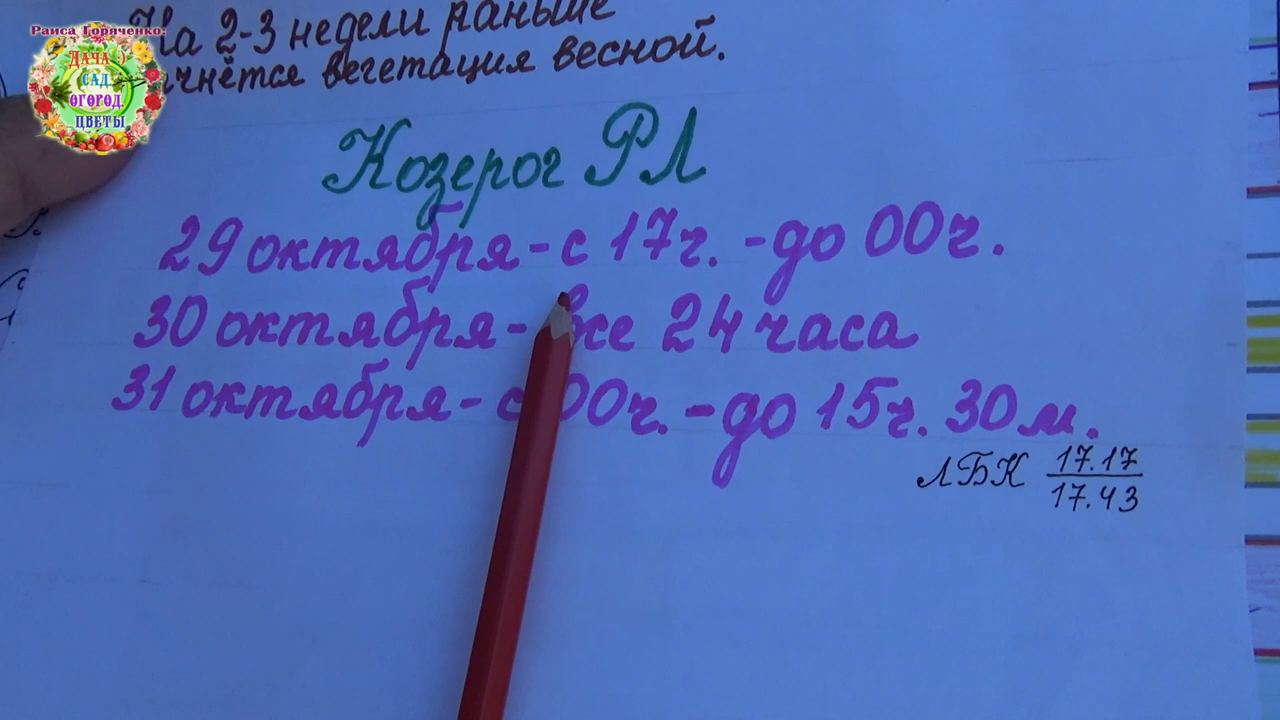 Раиса Горяченко:
Дача
сад
огород.
цветы
На 2-3 недели раньше
чнётся вегетация весной.
Козерог РЛ
29 октября - с 17ч. - до 00ч.
30 октября - все 24 часа
31 октября - с 00ч. - до 15ч. 30м.
ЛБК 17.17
17.43